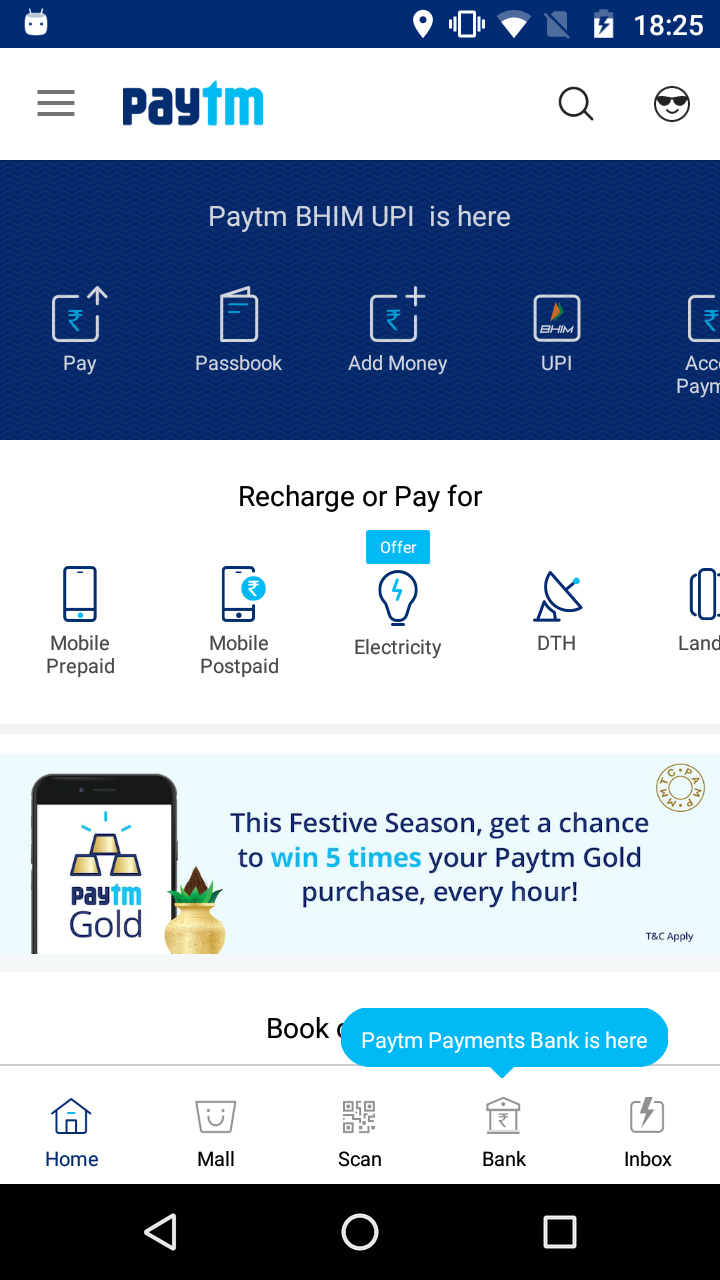 18:25
paytm
Paytm BHIM UPI is here
Pay
Passbook
Add Money
BHIM
UPI
Acc
Paym
Recharge or Pay for
Offer
Mobile
Prepaid
Mobile
Postpaid
Electricity
DTH
Land
This Festive Season, get a chance
to win 5 times your Paytm Gold
purchase, every hour!
paytm
Gold
MMTC · PAMP
T&C Apply
Book
Paytm Payments Bank is here
Home
Mall
Scan
Bank
Inbox